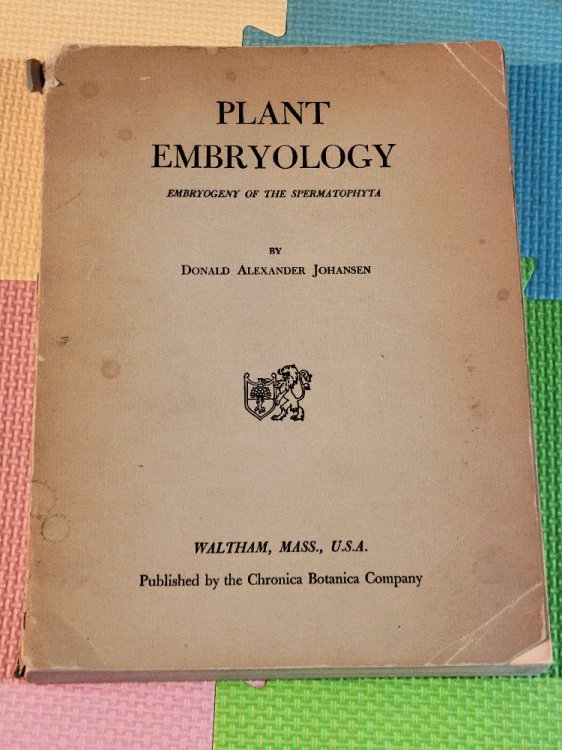 PLANT
EMBRYOLOGY
EMBRYOGENY OF THE SPERMATOPHYTA
BY
DONALD ALEXANDER JOHANSEN
WALTHAM, MASS., U.S.A.
Published by the Chronica Botanica Company